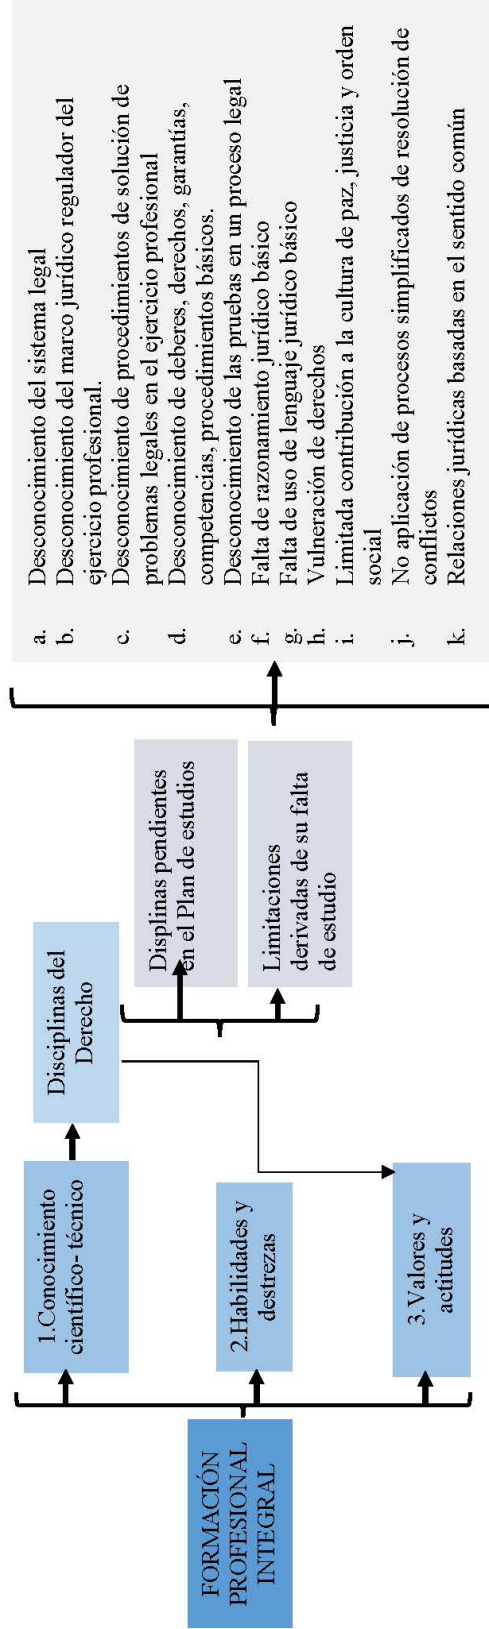 FORMACIÓN
PROFESIONAL
INTEGRAL
1.Conocimiento
científico- técnico
2.Habilidades y
destrezas
3.Valores y
actitudes
Disciplinas del
Derecho
Displinas pendientes
en el Plan de estudios
Limitaciones
derivadas de su falta
de estudio
a. Desconocimiento del sistema legal
b. Desconocimiento del marco jurídico regulador del
ejercicio profesional.
c. Desconocimiento de procedimientos de solución de
problemas legales en el ejercicio profesional
d. Desconocimiento de deberes, derechos, garantías,
competencias, procedimientos básicos.
e. Desconocimiento de las pruebas en un proceso legal
f. Falta de razonamiento jurídico básico
g. Falta de uso de lenguaje jurídico básico
h. Vulneración de derechos
i. Limitada contribución a la cultura de paz, justicia y orden
social
j. No aplicación de procesos simplificados de resolución de
conflictos
k. Relaciones jurídicas basadas en el sentido común